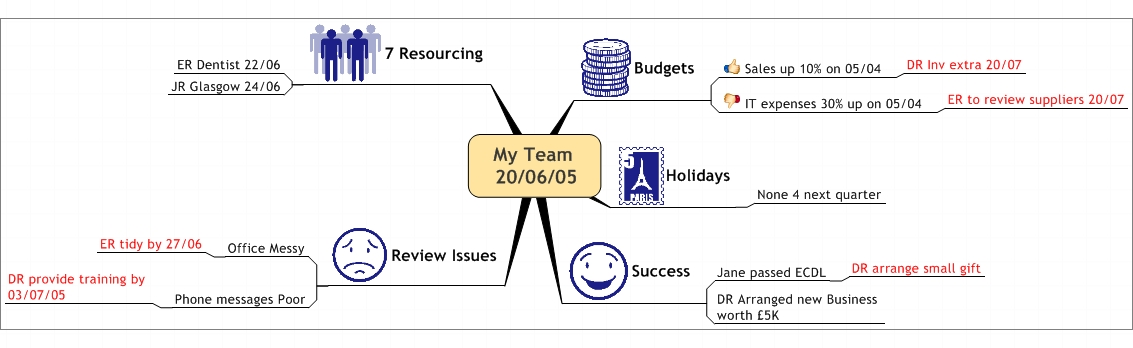 7 Resourcing
ER Dentist 22/06
JR Glasgow 24/06
Budgets
Sales up 10% on 05/04
DR Inv extra 20/07
IT expenses 30% up on 05/04
ER to review suppliers 20/07
My Team
20/06/05
5
PARIS
Holidays
None 4 next quarter
Review Issues
Office Messy
ER tidy by 27/06
Phone messages Poor
DR provide training by
03/07/05
Success
Jane passed ECDL
DR arrange small gift
DR Arranged new Business
worth £5K